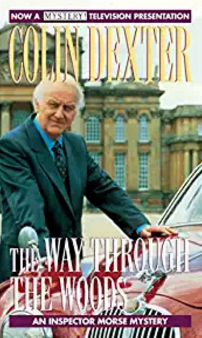 NOW A MYSTERY! TELEVISION PRESENTATION
COLIN DEXTER
THE WAY THROUGH
THE WOODS
AN INSPECTOR MORSE MYSTERY